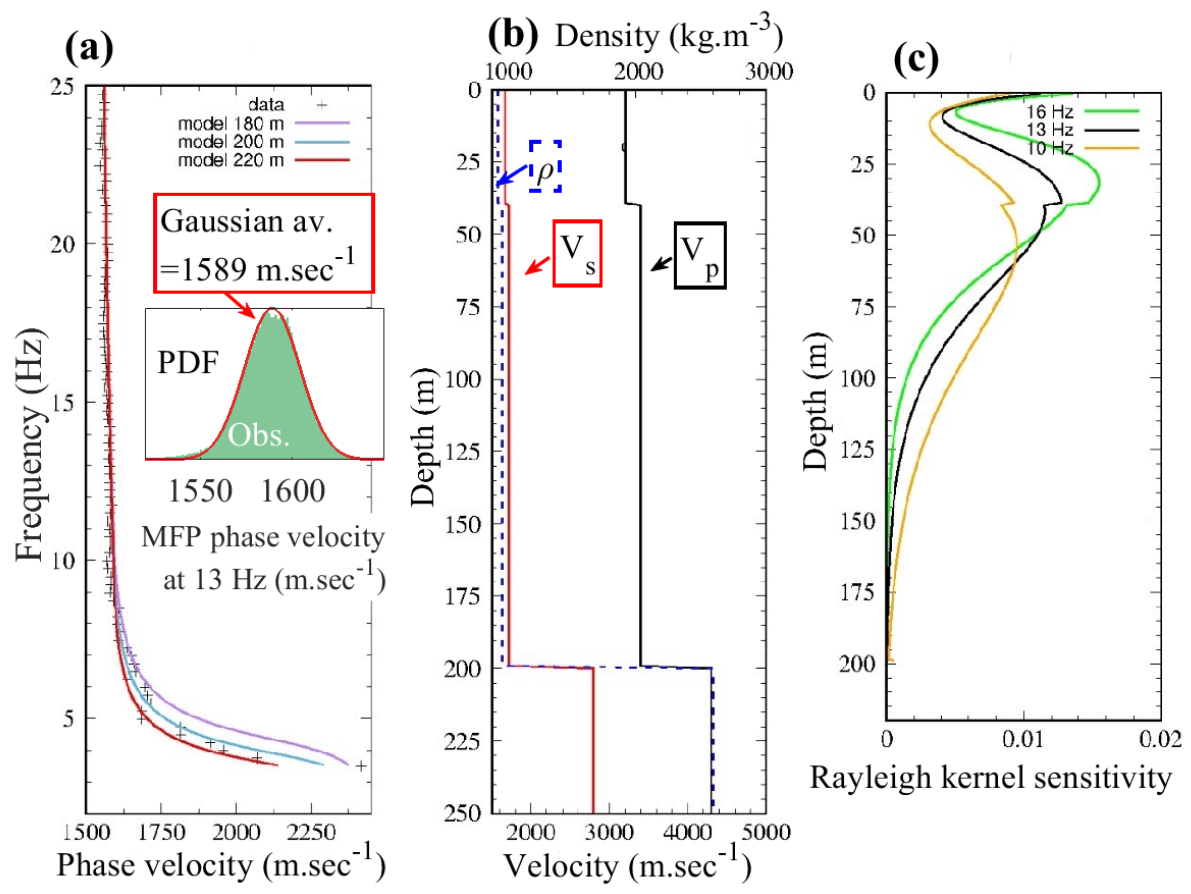 (a)
25
20
15
10
5
Frequency (Hz)
data
model 180 m
model 200 m
model 220 m
Gaussian av.
=1589 m.sec⁻¹
PDF
Obs.
1550 1600
MFP phase velocity
at 13 Hz (m.sec⁻¹)
1500 1750 2000 2250
Phase velocity (m.sec⁻¹)
(b)
Density (kg.m⁻³)
1000 2000 3000
0
25
50
75
100
125
150
175
200
225
250
Depth (m)
ρ
Vₛ
Vₚ
2000 3000 4000 5000
Velocity (m.sec⁻¹)
(c)
0
25
50
75
100
125
150
175
200
Depth (m)
16 Hz
13 Hz
10 Hz
0 0.01 0.02
Rayleigh kernel sensitivity